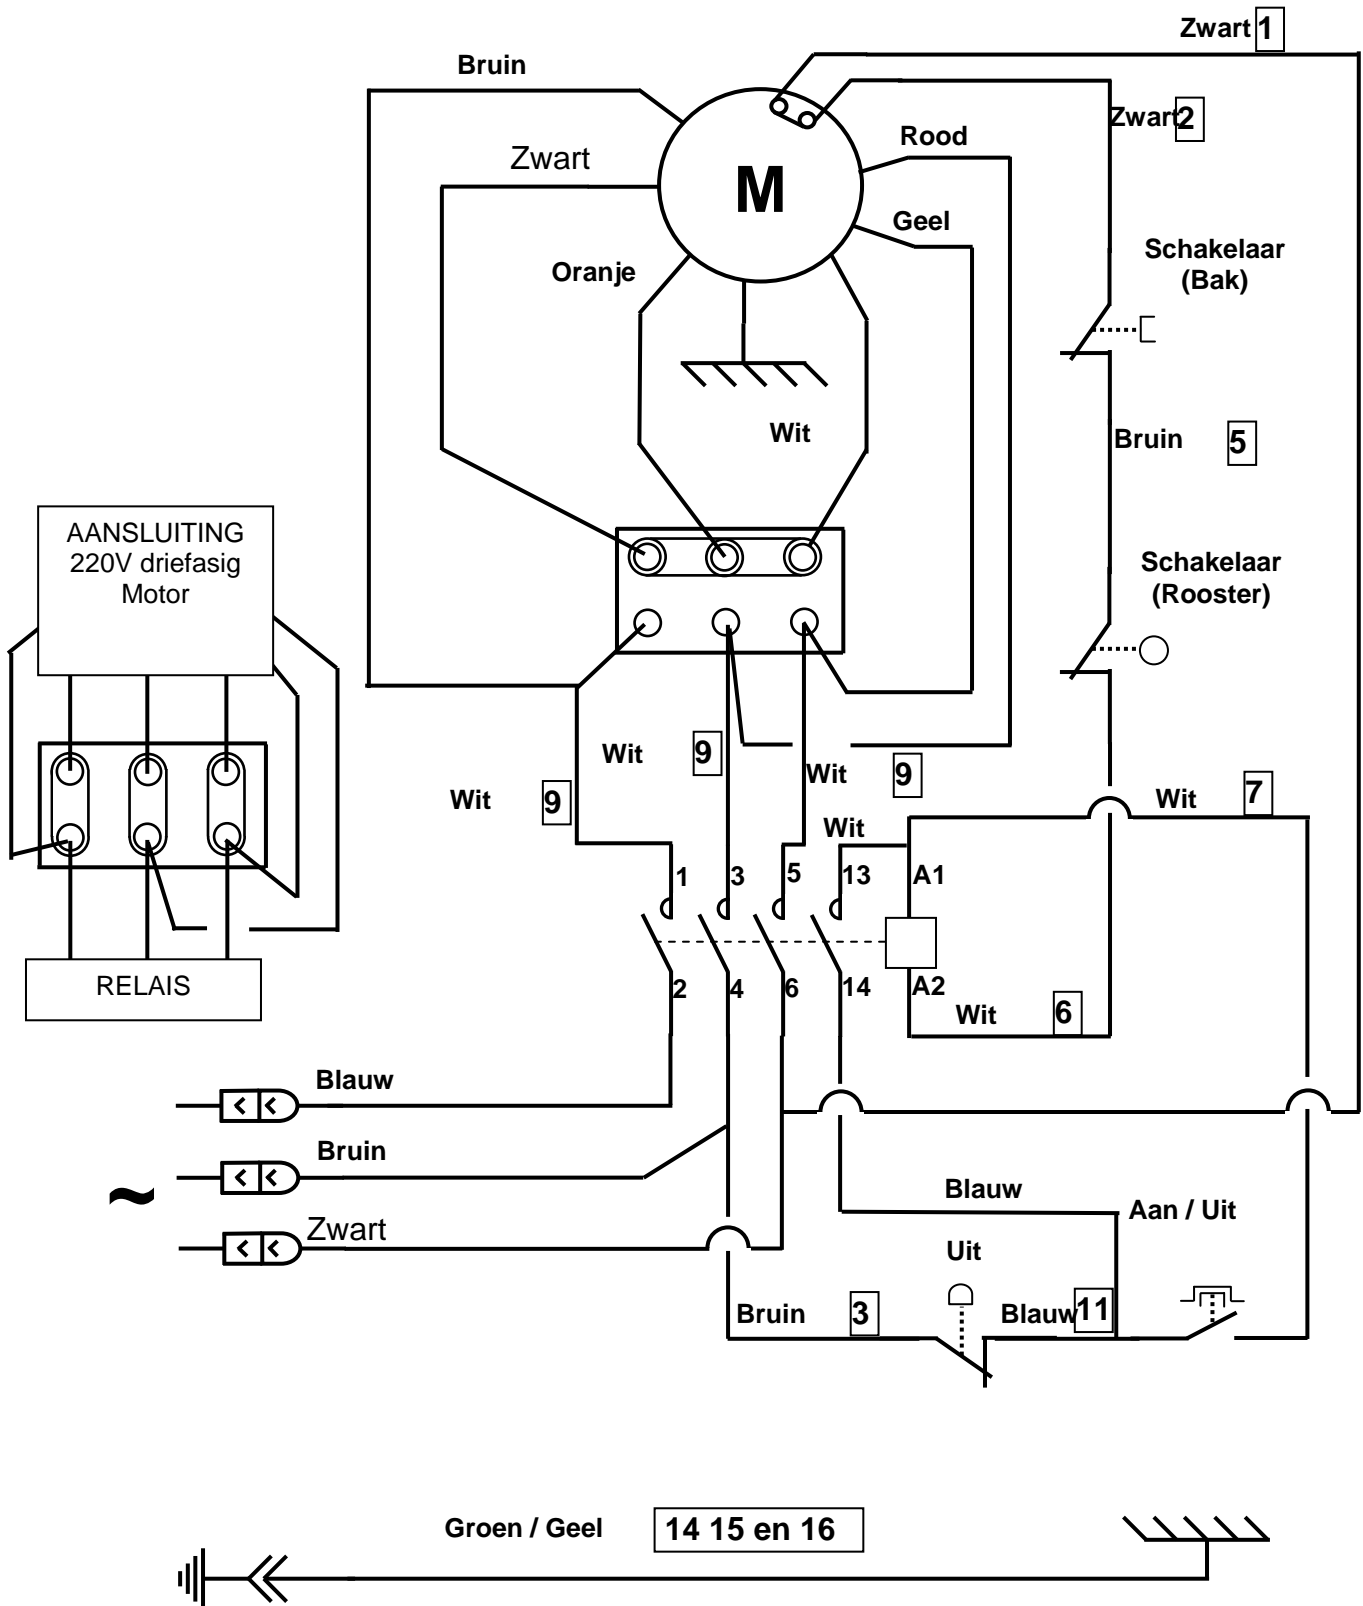 Zwart 1
Bruin
Zwart 2
Rood
Zwart
M
Geel
Schakelaar
(Bak)
Oranje
Wit
Bruin 5
AANSLUITING
220V driefasig
Motor
Schakelaar
(Rooster)
Wit 9
Wit 9
Wit 9
Wit 7
Wit
1 3 5 13 A1
2 4 6 14 A2
RELAIS
Wit 6
Blauw
Bruin
~
Zwart
Blauw
Aan / Uit
Uit
Bruin 3
Blauw 11
Groen / Geel 14 15 en 16